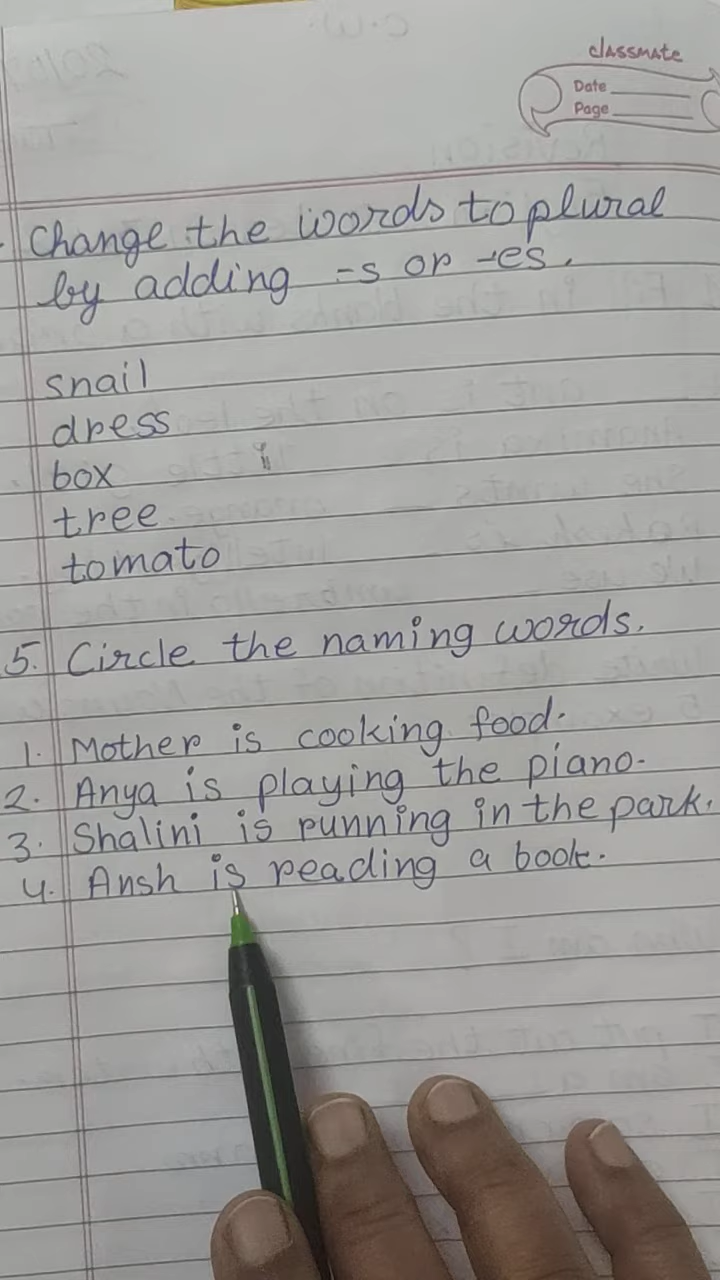 classmate
Date
Page
Change the words to plural
by adding -s or -es.
snail
dress
box
tree
tomato
5. Circle the naming words.
1. Mother is cooking food.
2. Anya is playing the piano.
3. Shalini is running in the park.
4. Ansh is reading a book.